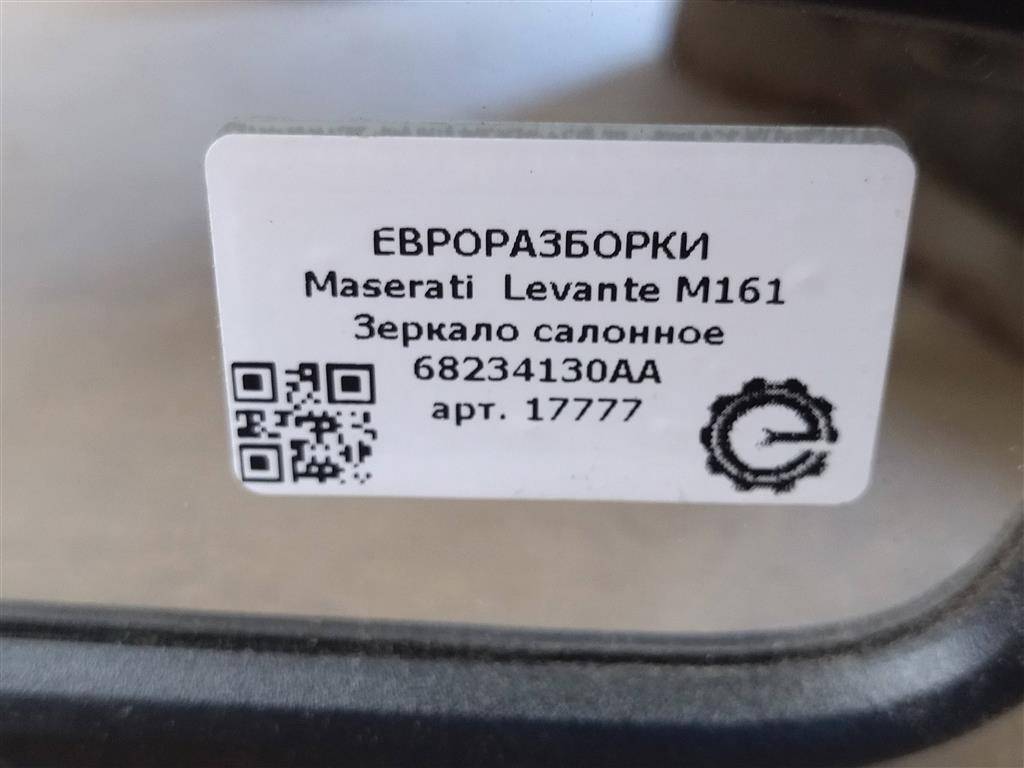 ЕВРОРАЗБОРКИ
Maserati Levante M161
Зеркало салонное
68234130AA
арт. 17777